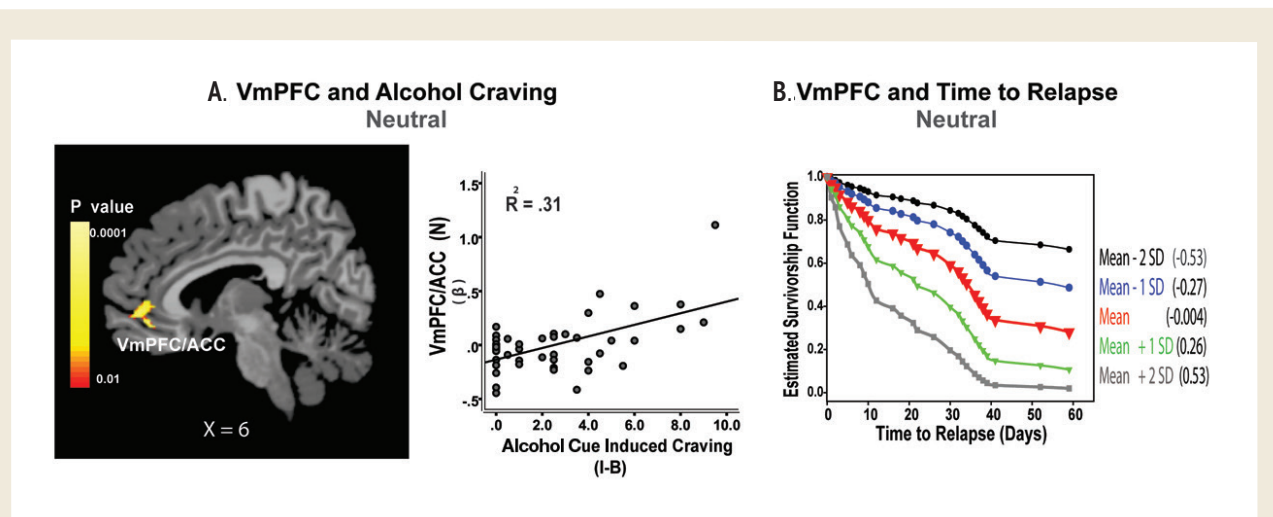 A. VmPFC and Alcohol Craving
Neutral
P value
0.0001
0.01
VmPFC/ACC
X = 6
VmPFC/ACC (N)
(β)
1.5
1.0
.5
.0
-.5
R² = .31
.0 2.0 4.0 6.0 8.0 10.0
Alcohol Cue Induced Craving
(I-B)
B..VmPFC and Time to Relapse
Neutral
Estimated Survivorship Function
1.0
0.8
0.6
0.4
0.2
0.0
0 10 20 30 40 50 60
Time to Relapse (Days)
Mean - 2 SD (-0.53)
Mean - 1 SD (-0.27)
Mean (-0.004)
Mean + 1 SD (0.26)
Mean + 2 SD (0.53)